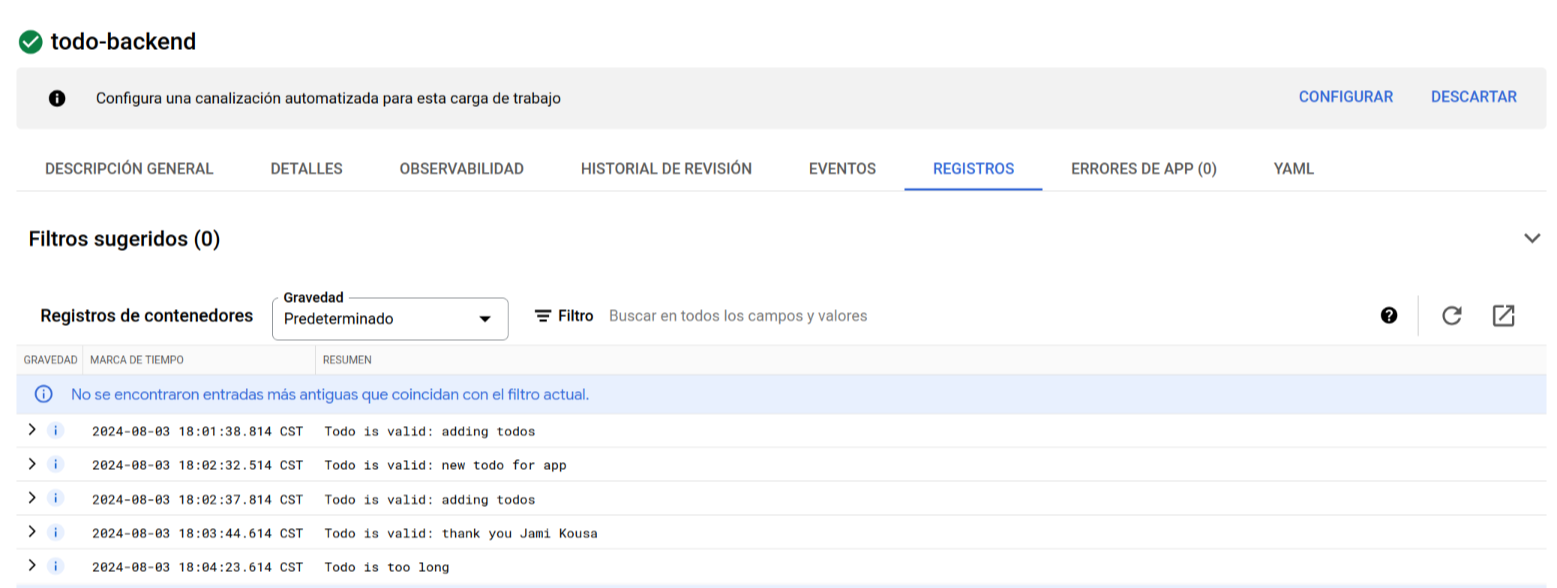 todo-backend
Configura una canalización automatizada para esta carga de trabajo CONFIGURAR DESCARTAR
DESCRIPCIÓN GENERAL DETALLES OBSERVABILIDAD HISTORIAL DE REVISIÓN EVENTOS REGISTROS ERRORES DE APP (0) YAML
Filtros sugeridos (0)
Gravedad
Registros de contenedores Predeterminado Filtro Buscar en todos los campos y valores
GRAVEDAD MARCA DE TIEMPO RESUMEN
No se encontraron entradas más antiguas que coincidan con el filtro actual.
2024-08-03 18:01:38.814 CST Todo is valid: adding todos
2024-08-03 18:02:32.514 CST Todo is valid: new todo for app
2024-08-03 18:02:37.814 CST Todo is valid: adding todos
2024-08-03 18:03:44.614 CST Todo is valid: thank you Jami Kousa
2024-08-03 18:04:23.614 CST Todo is too long